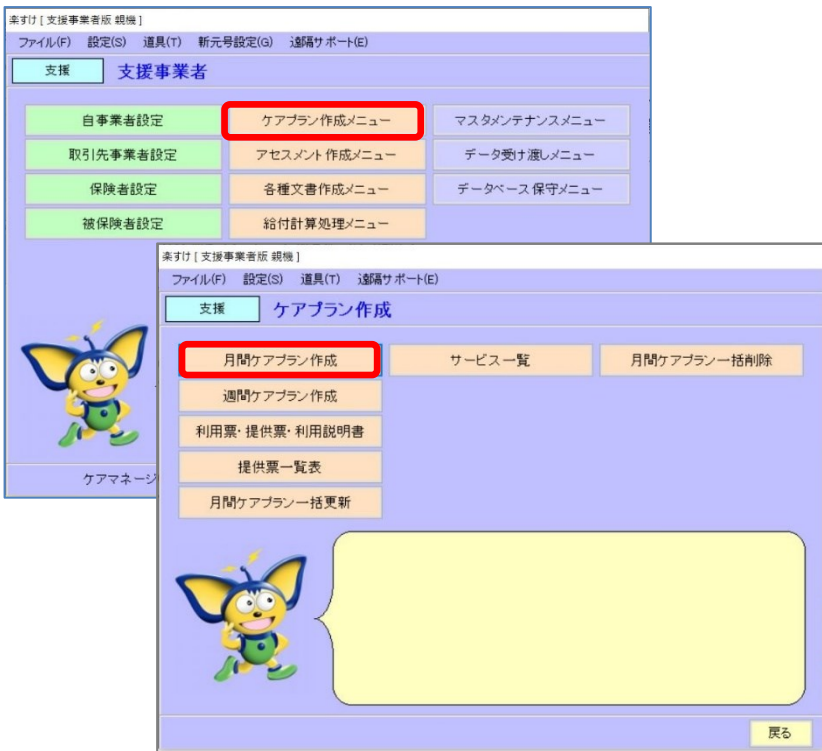 楽すけ [ 支援事業者版 親機 ]
ファイル(F) 設定(S) 道具(T) 新元号設定(G) 遠隔サポート(E)
支援 支援事業者
自事業者設定 ケアプラン作成メニュー マスタメンテナンスメニュー
取引先事業者設定 アセスメント作成メニュー データ受け渡しメニュー
保険者設定 各種文書作成メニュー データベース保守メニュー
被保険者設定 給付計算処理メニュー
ケアマネージ
楽すけ [ 支援事業者版 親機 ]
ファイル(F) 設定(S) 道具(T) 遠隔サポート(E)
支援 ケアプラン作成
月間ケアプラン作成 サービス一覧 月間ケアプラン一括削除
週間ケアプラン作成
利用票・提供票・利用説明書
提供票一覧表
月間ケアプラン一括更新
戻る